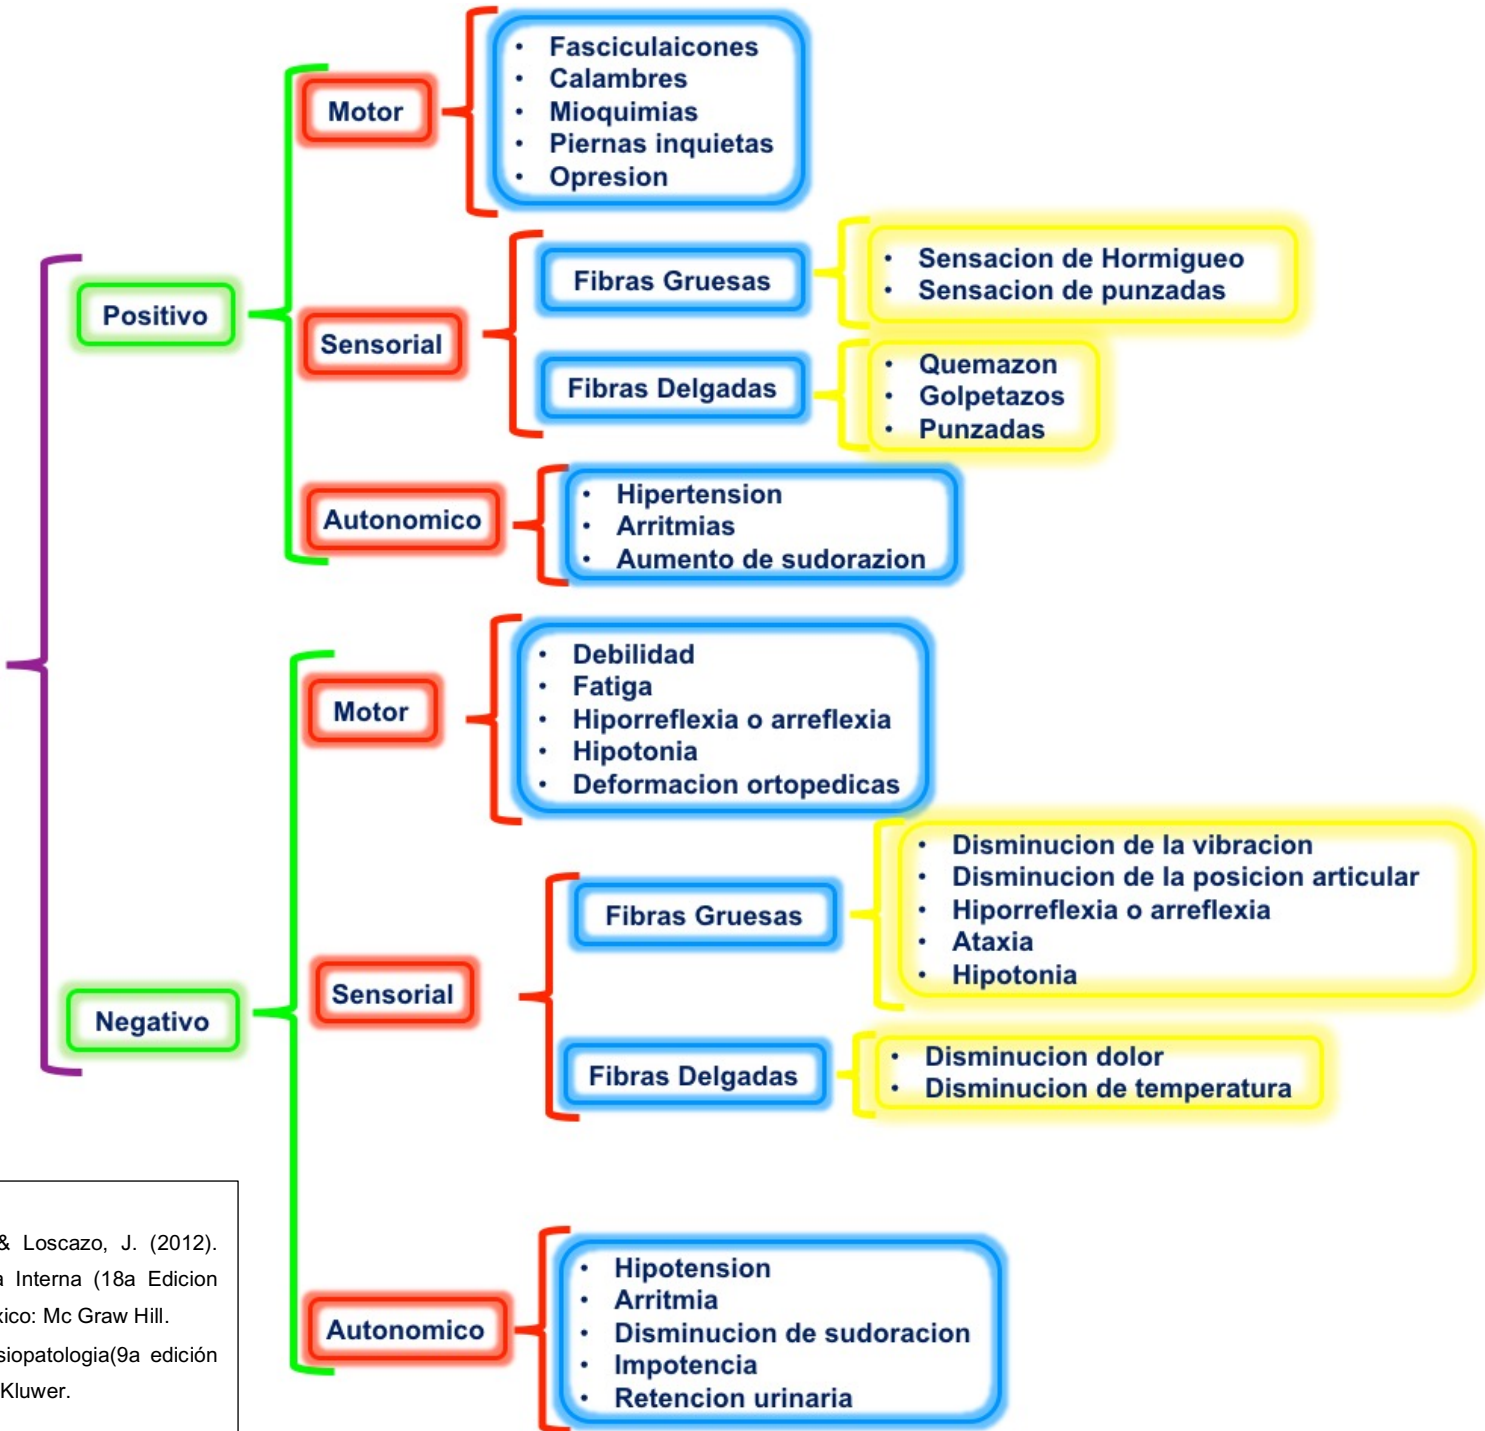 Positivo
Motor
• Fasciculaicones
• Calambres
• Mioquimias
• Piernas inquietas
• Opresion
Sensorial
Fibras Gruesas
• Sensacion de Hormigueo
• Sensacion de punzadas
Fibras Delgadas
• Quemazon
• Golpetazos
• Punzadas
Autonomico
• Hipertension
• Arritmias
• Aumento de sudorazion
Negativo
Motor
• Debilidad
• Fatiga
• Hiporreflexia o arreflexia
• Hipotonia
• Deformacion ortopedicas
Sensorial
Fibras Gruesas
• Disminucion de la vibracion
• Disminucion de la posicion articular
• Hiporreflexia o arreflexia
• Ataxia
• Hipotonia
Fibras Delgadas
• Disminucion dolor
• Disminucion de temperatura
Autonomico
• Hipotension
• Arritmia
• Disminucion de sudoracion
• Impotencia
• Retencion urinaria
& Loscazo, J. (2012).
a Interna (18a Edicion
xico: Mc Graw Hill.
siopatologia(9a edición
Kluwer.